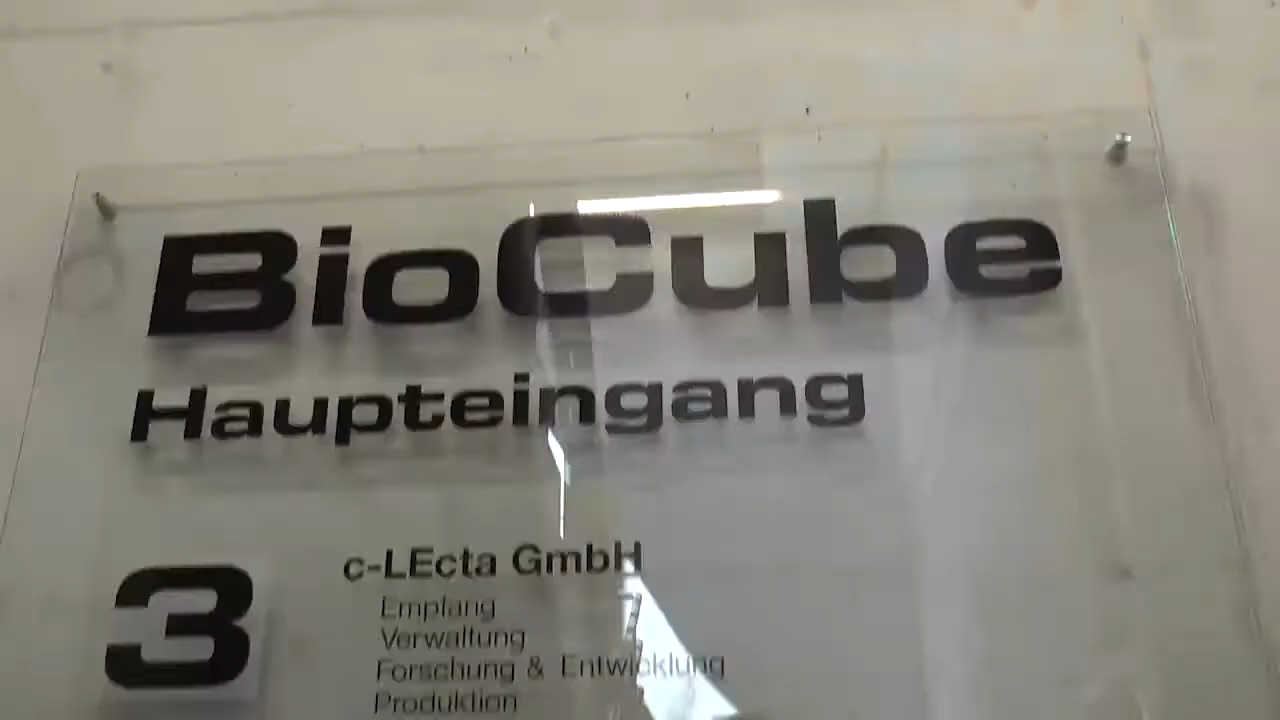 BioCube
Haupteingang
3
c-LEcta GmbH
Empfang
Verwaltung
Forschung & Entwicklung
Produktion